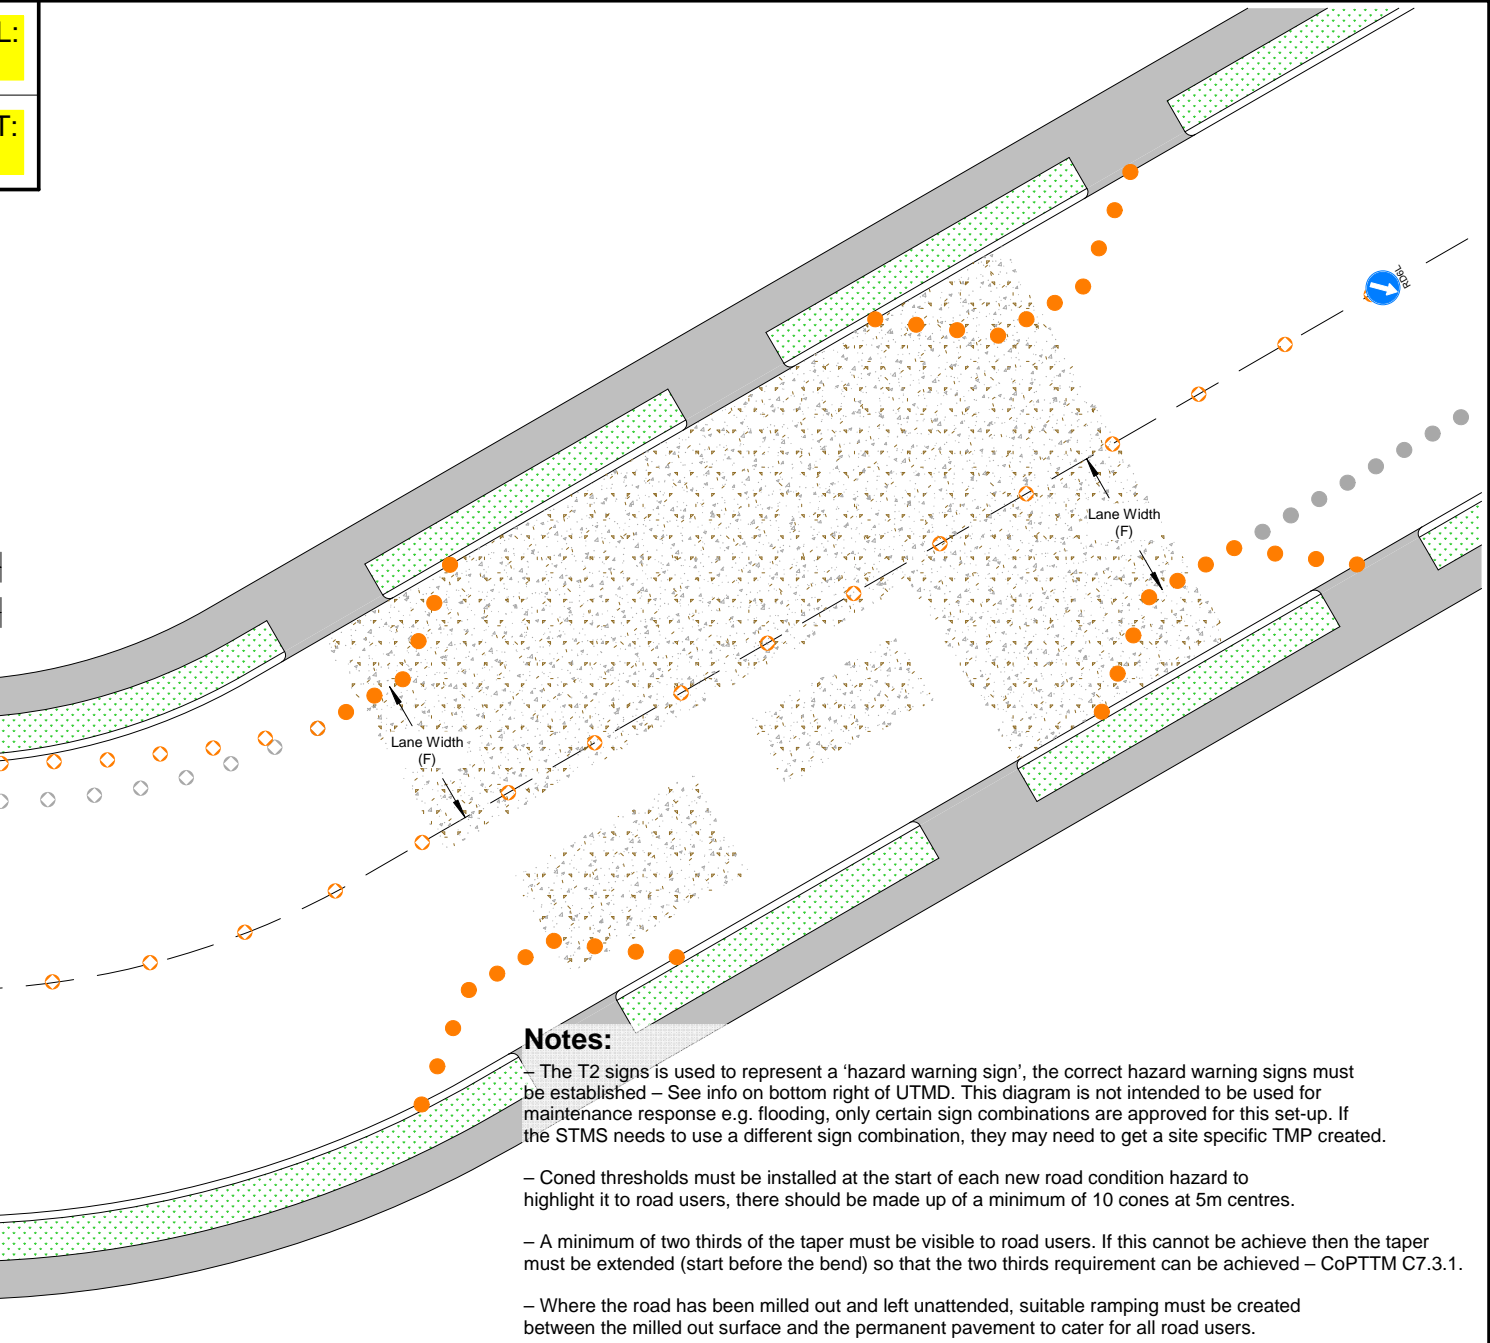 L:
T:
RD6L
Lane Width
(F)
Lane Width
(F)
Notes:
– The T2 signs is used to represent a ‘hazard warning sign’, the correct hazard warning signs must
be established – See info on bottom right of UTMD. This diagram is not intended to be used for
maintenance response e.g. flooding, only certain sign combinations are approved for this set-up. If
the STMS needs to use a different sign combination, they may need to get a site specific TMP created.
– Coned thresholds must be installed at the start of each new road condition hazard to
highlight it to road users, there should be made up of a minimum of 10 cones at 5m centres.
– A minimum of two thirds of the taper must be visible to road users. If this cannot be achieve then the taper
must be extended (start before the bend) so that the two thirds requirement can be achieved – CoPTTM C7.3.1.
– Where the road has been milled out and left unattended, suitable ramping must be created
between the milled out surface and the permanent pavement to cater for all road users.